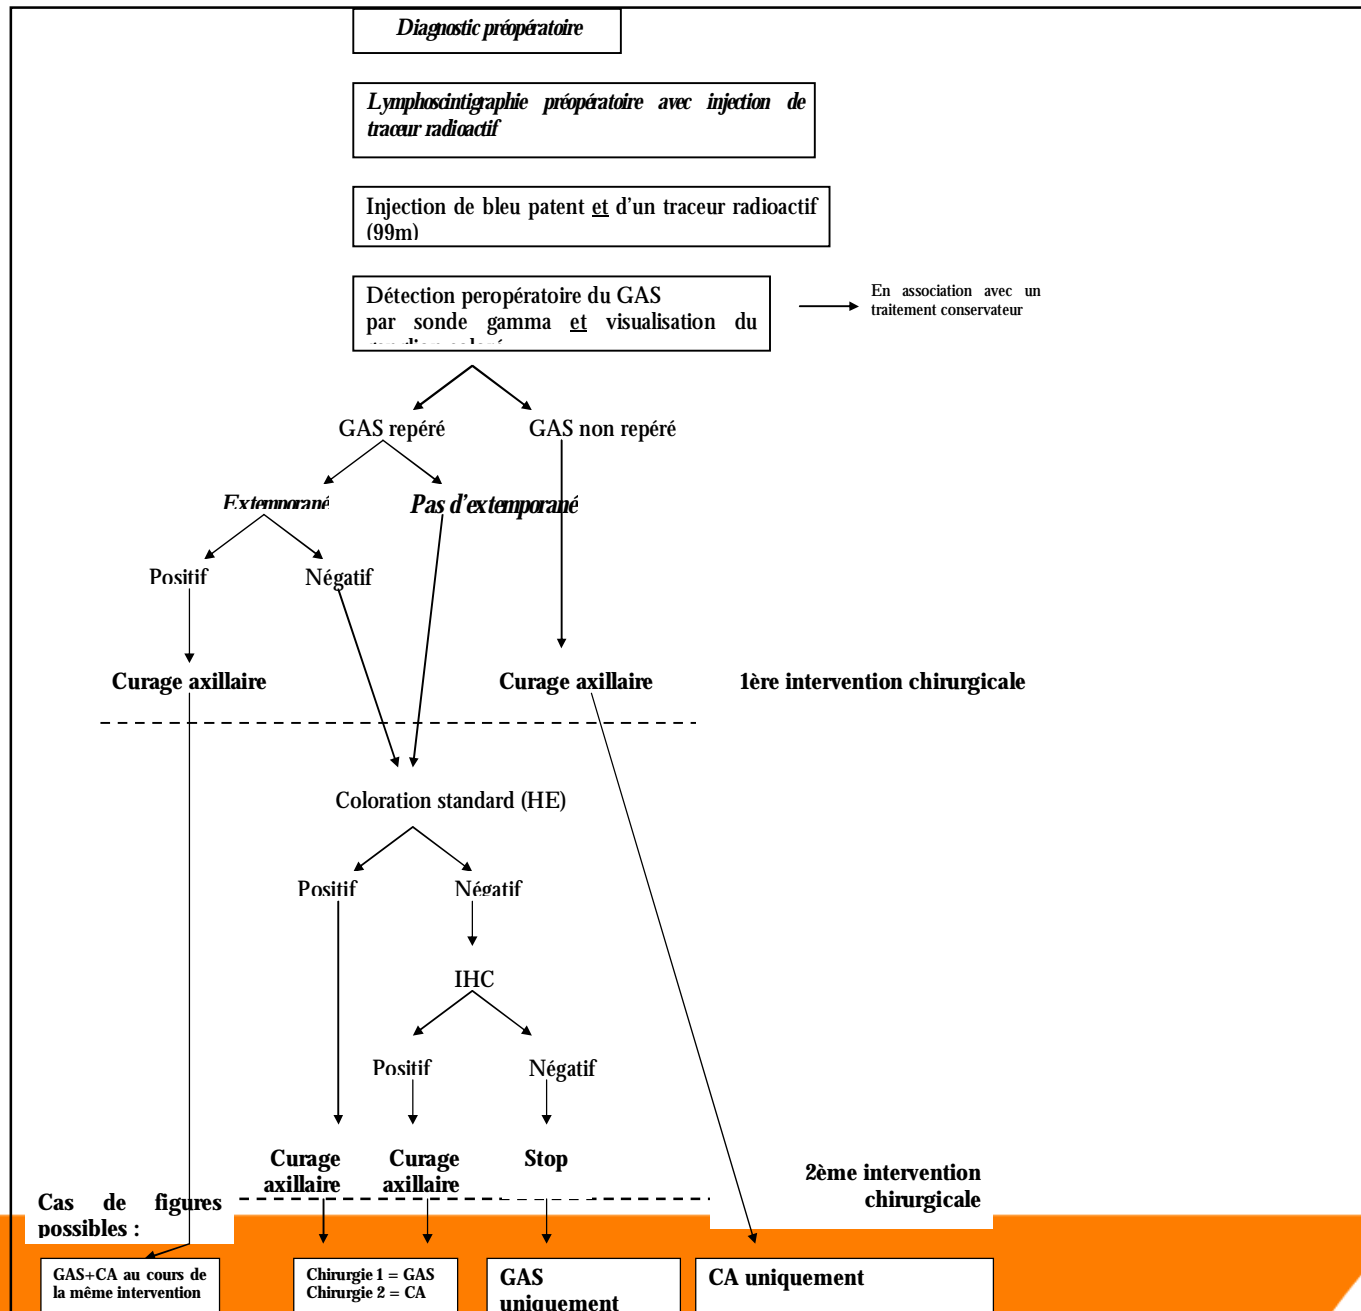 Diagnostic préopératoire
Lymphoscintigraphie préopératoire avec injection de
traceur radioactif
Injection de bleu patent et d'un traceur radioactif
(99m)
Détection peropératoire du GAS
par sonde gamma et visualisation du
En association avec un
traitement conservateur
GAS repéré
GAS non repéré
Extemporané
Pas d'extemporané
Positif
Négatif
Curage axillaire
Curage axillaire
1ère intervention chirurgicale
Coloration standard (HE)
Positif
Négatif
IHC
Positif
Négatif
Curage
axillaire
Curage
axillaire
Stop
2ème intervention
chirurgicale
Cas de figures
possibles :
GAS+CA au cours de
la même intervention
Chirurgie 1 = GAS
Chirurgie 2 = CA
GAS
uniquement
CA uniquement